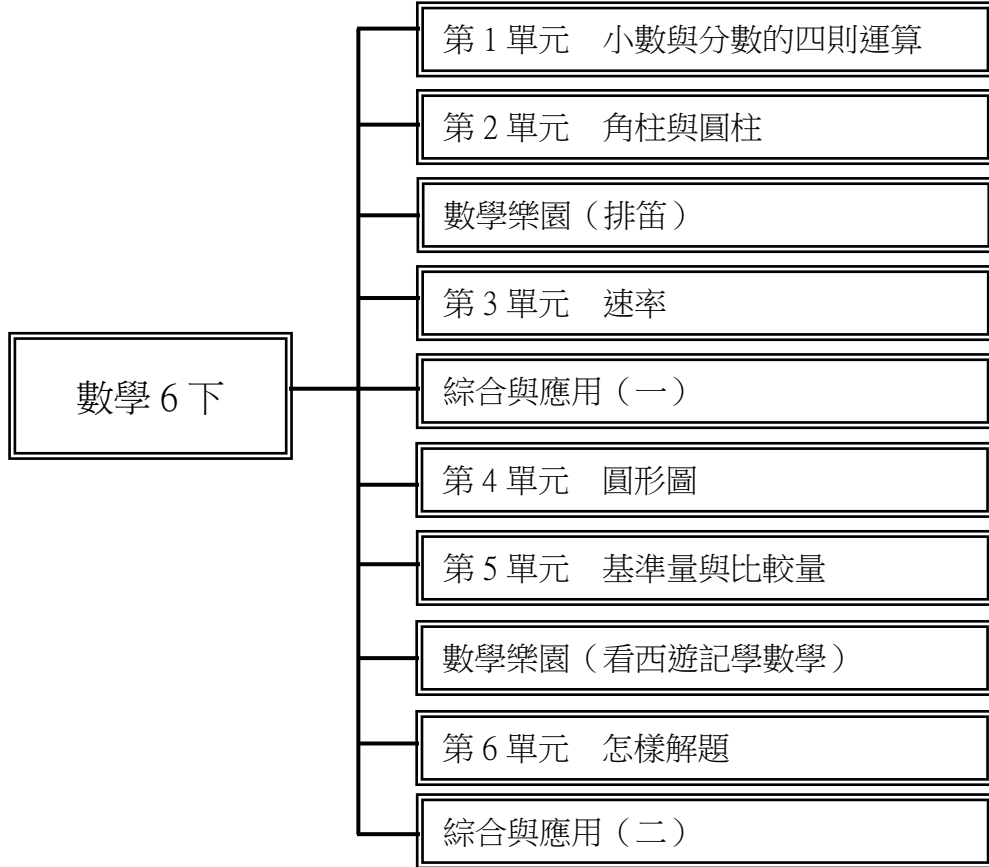 第 1 單元　小數與分數的四則運算
第 2 單元　角柱與圓柱
數學樂園（排笛）
第 3 單元　速率
數學 6 下
綜合與應用（一）
第 4 單元　圓形圖
第 5 單元　基準量與比較量
數學樂園（看西遊記學數學）
第 6 單元　怎樣解題
綜合與應用（二）